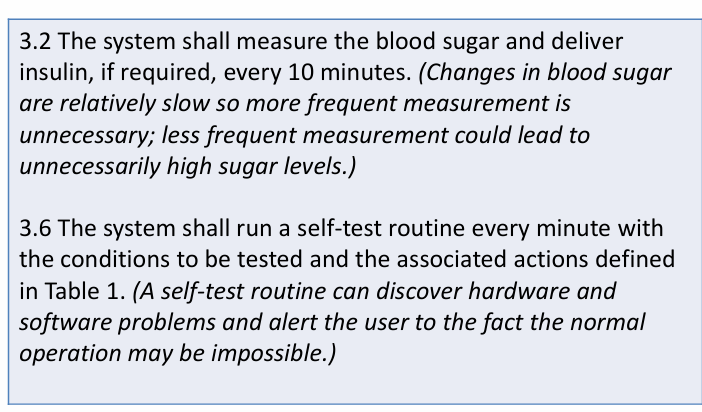 3.2 The system shall measure the blood sugar and deliver
insulin, if required, every 10 minutes. (Changes in blood sugar
are relatively slow so more frequent measurement is
unnecessary; less frequent measurement could lead to
unnecessarily high sugar levels.)
3.6 The system shall run a self-test routine every minute with
the conditions to be tested and the associated actions defined
in Table 1. (A self-test routine can discover hardware and
software problems and alert the user to the fact the normal
operation may be impossible.)